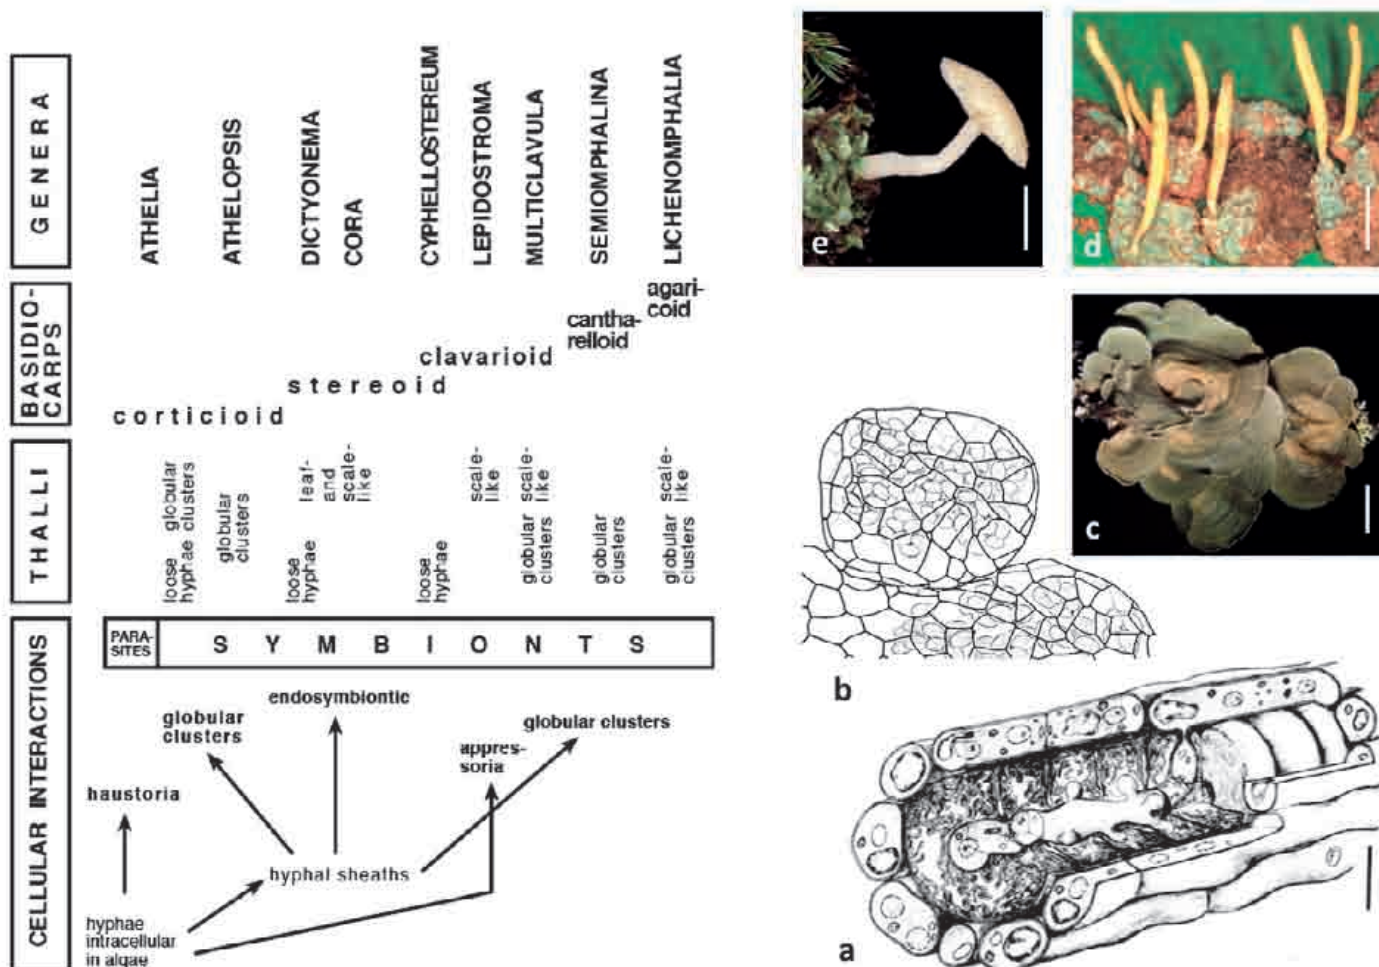 GENERA
ATHELIA
ATHELOPSIS
DICTYONEMA
CORA
CYPHELLOSTEREUM
LEPIDOSTROMA
MULTICLAVULA
SEMIOMPHALINA
LICHENOMPHALIA
BASIDIO-
CARPS
corticioid
stereoid
clavarioid
cantha-
relloid
agari-
coid
THALLI
loose globular
hyphae clusters
globular
clusters
loose leaf-
hyphae and
scale-
like
loose
hyphae
scale-
like
globular scale-
clusters like
globular
clusters
globular scale-
clusters like
CELLULAR INTERACTIONS
PARA-
SITES
SYMBIONTS
haustoria
globular
clusters
endosymbiontic
appres-
soria
globular clusters
hyphal sheaths
hyphae
intracellular
in algae
e
d
c
b
a